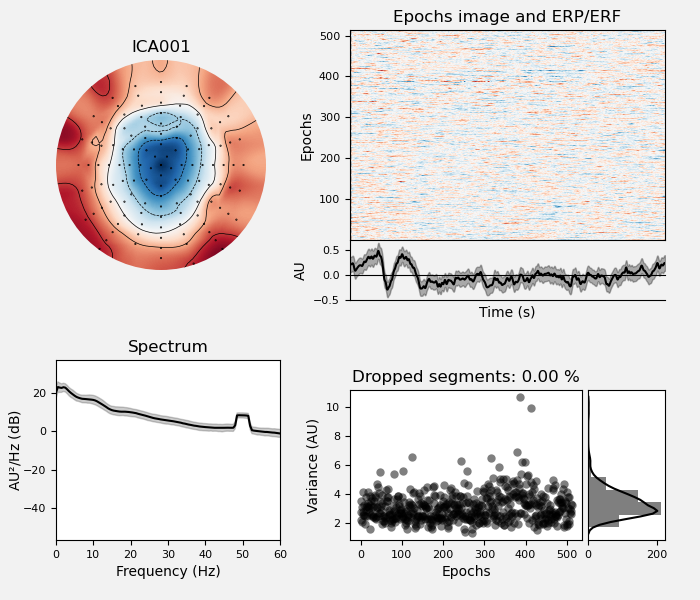 ICA001
Epochs image and ERP/ERF
Epochs
500
400
300
200
100
AU
0.5
0.0
−0.5
Time (s)
Spectrum
AU²/Hz (dB)
20
0
−20
−40
0 10 20 30 40 50 60
Frequency (Hz)
Dropped segments: 0.00 %
Variance (AU)
10
8
6
4
2
0 100 200 300 400 500
Epochs
0 200